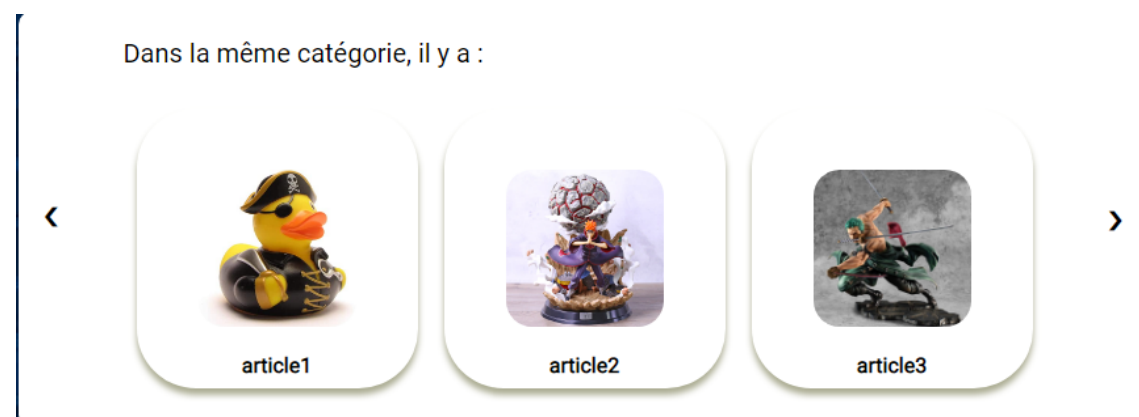 Dans la même catégorie, il y a :
‹ ›
article1 article2 article3